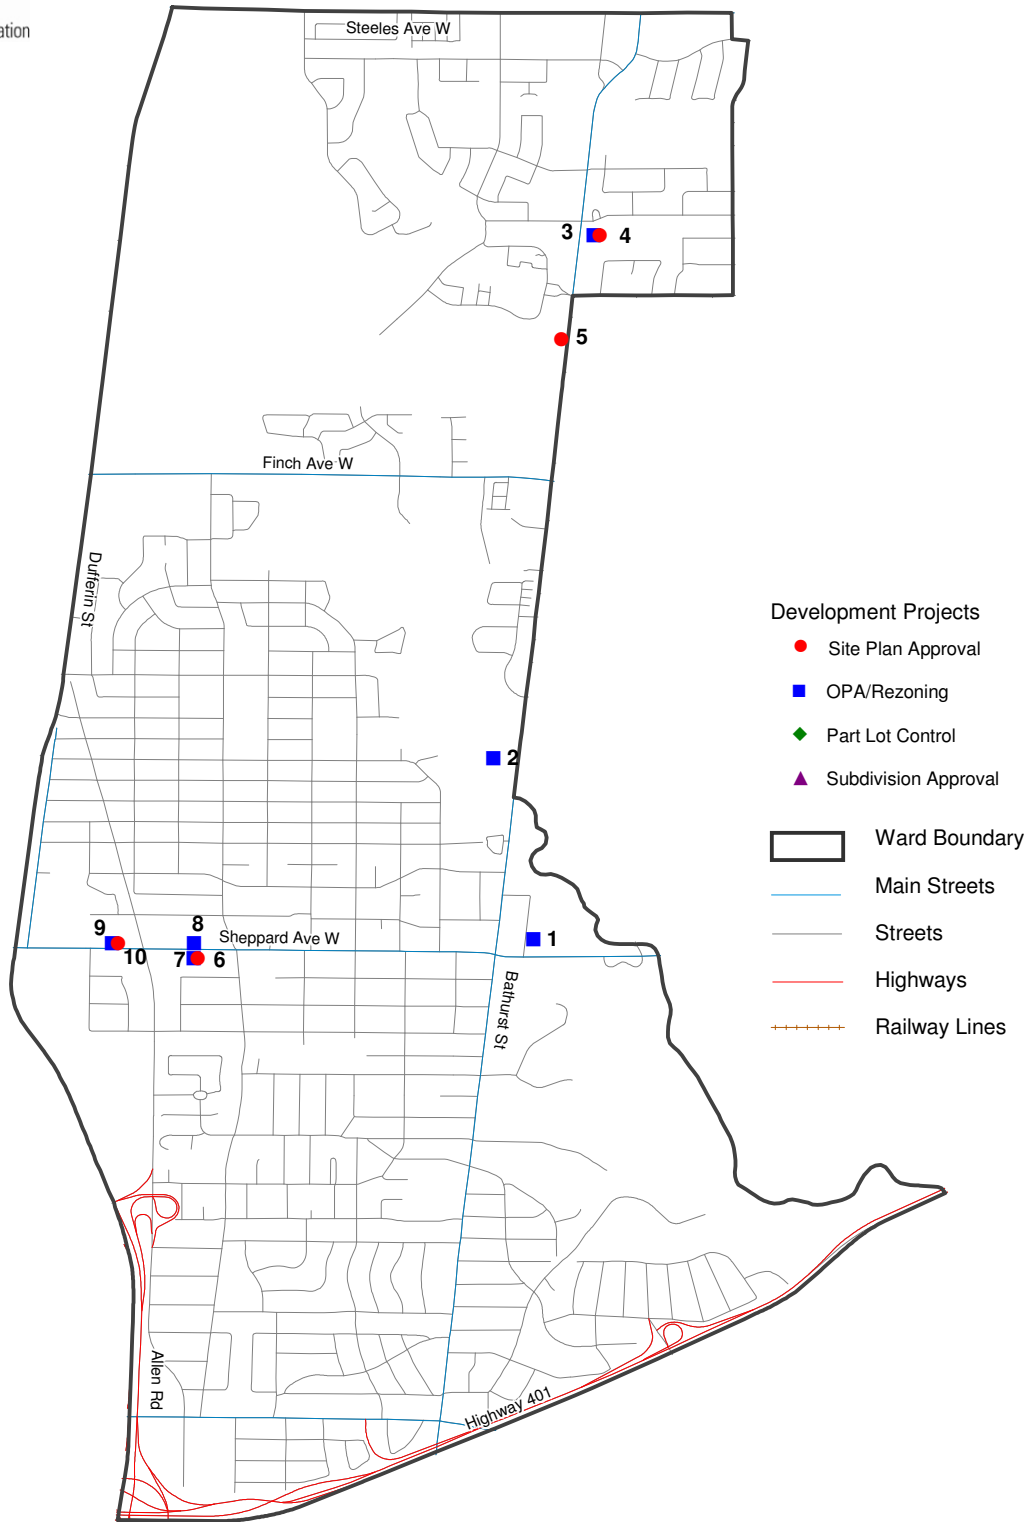 ation
Steeles Ave W
3
4
5
Finch Ave W
Dufferin St
Development Projects
Site Plan Approval
OPA/Rezoning
Part Lot Control
Subdivision Approval
2
Ward Boundary
Main Streets
Streets
Highways
Railway Lines
9
8
Sheppard Ave W
1
10
7
6
Bathurst St
Allen Rd
Highway 401